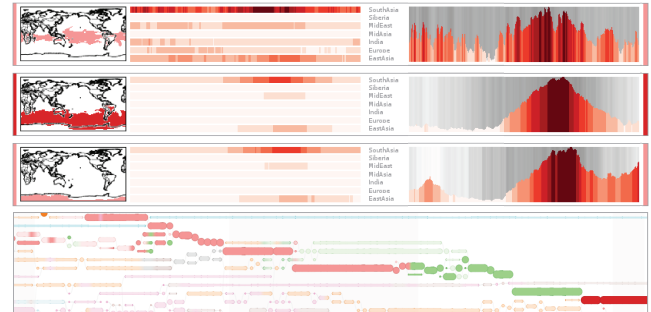 SouthAsia
Siberia
MidEast
MidAsia
India
Europe
EastAsia
SouthAsia
Siberia
MidEast
MidAsia
India
Europe
EastAsia
SouthAsia
Siberia
MidEast
MidAsia
India
Europe
EastAsia